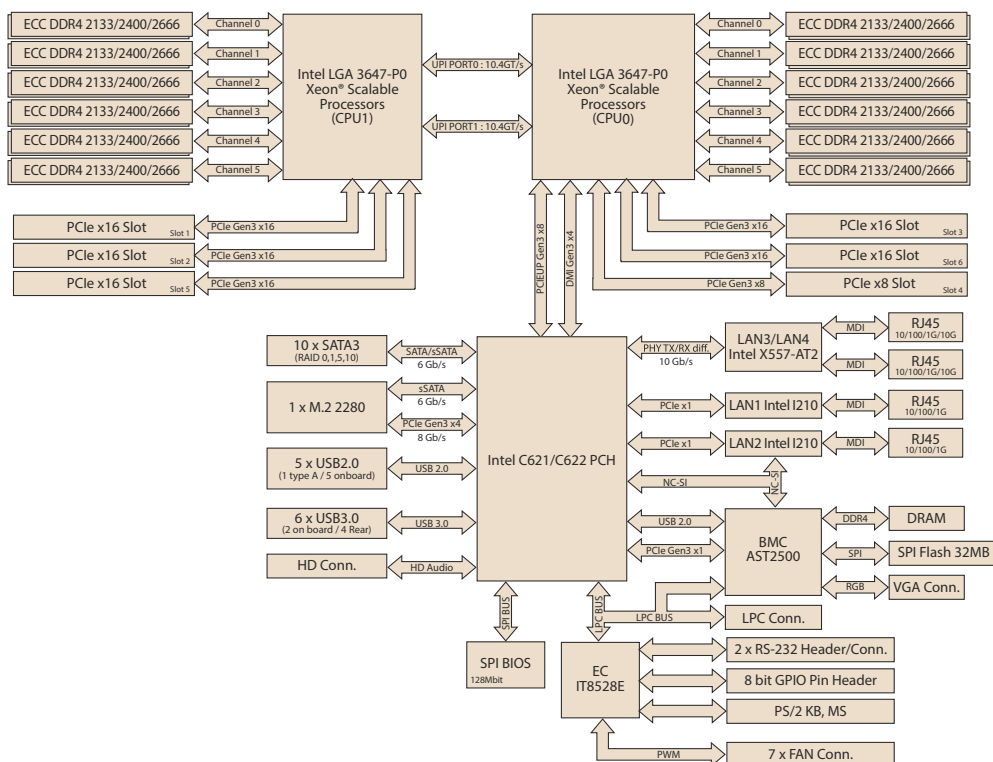 ECC DDR4 2133/2400/2666
Channel 0
ECC DDR4 2133/2400/2666
Channel 1
ECC DDR4 2133/2400/2666
Channel 2
ECC DDR4 2133/2400/2666
Channel 3
ECC DDR4 2133/2400/2666
Channel 4
ECC DDR4 2133/2400/2666
Channel 5
Intel LGA 3647-P0
Xeon® Scalable
Processors
(CPU1)
UPI PORT0 : 10.4GT/s
UPI PORT1 : 10.4GT/s
Intel LGA 3647-P0
Xeon® Scalable
Processors
(CPU0)
Channel 0
ECC DDR4 2133/2400/2666
Channel 1
ECC DDR4 2133/2400/2666
Channel 2
ECC DDR4 2133/2400/2666
Channel 3
ECC DDR4 2133/2400/2666
Channel 4
ECC DDR4 2133/2400/2666
Channel 5
ECC DDR4 2133/2400/2666
PCIe x16 Slot
Slot 1
PCIe Gen3 x16
PCIe x16 Slot
Slot 2
PCIe Gen3 x16
PCIe x16 Slot
Slot 5
PCIe Gen3 x16
PCIEUP Gen3 x8
DMI Gen3 x4
PCIe Gen3 x16
PCIe x16 Slot
Slot 3
PCIe Gen3 x16
PCIe x16 Slot
Slot 6
PCIe Gen3 x8
PCIe x8 Slot
Slot 4
10 x SATA3
(RAID 0,1,5,10)
SATA/sSATA
6 Gb/s
1 x M.2 2280
sSATA
6 Gb/s
PCIe Gen3 x4
8 Gb/s
5 x USB2.0
(1 type A / 5 onboard)
USB 2.0
6 x USB3.0
(2 on board / 4 Rear)
USB 3.0
HD Conn.
HD Audio
Intel C621/C622 PCH
PHY TX/RX diff.
10 Gb/s
LAN3/LAN4
Intel X557-AT2
MDI
RJ45
10/100/1G/10G
MDI
RJ45
10/100/1G/10G
PCIe x1
LAN1 Intel I210
MDI
RJ45
10/100/1G
PCIe x1
LAN2 Intel I210
MDI
RJ45
10/100/1G
NC-SI
NC-SI
USB 2.0
PCIe Gen3 x1
BMC
AST2500
DDR4
DRAM
SPI
SPI Flash 32MB
RGB
VGA Conn.
SPI BUS
LPC BUS
LPC BUS
LPC Conn.
SPI BIOS
128Mbit
EC
IT8528E
2 x RS-232 Header/Conn.
8 bit GPIO Pin Header
PS/2 KB, MS
PWM
7 x FAN Conn.